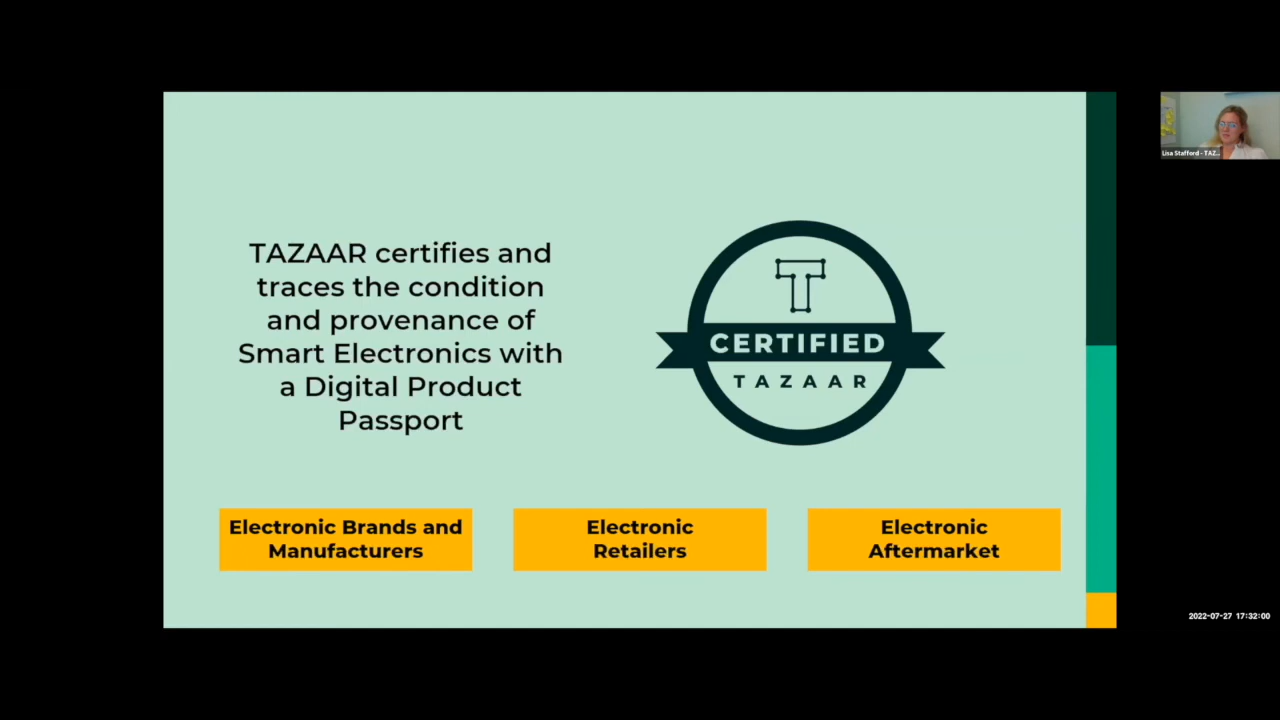 TAZAAR certifies and
traces the condition
and provenance of
Smart Electronics with
a Digital Product
Passport
T
CERTIFIED
TAZAAR
Electronic Brands and
Manufacturers
Electronic
Retailers
Electronic
Aftermarket
Lisa Stafford - TAZ...
2022-07-27 17:32:00